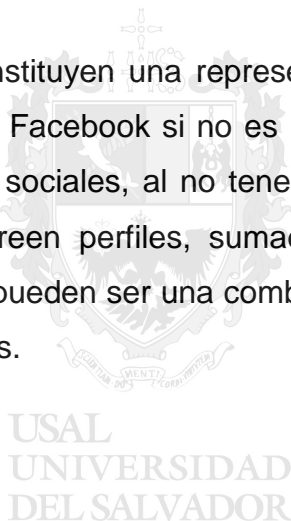 nstituyen una represe
Facebook si no es
sociales, al no tene
reen perfiles, suma
pueden ser una comb
s.
USAL
UNIVERSIDAD
DEL SALVADOR